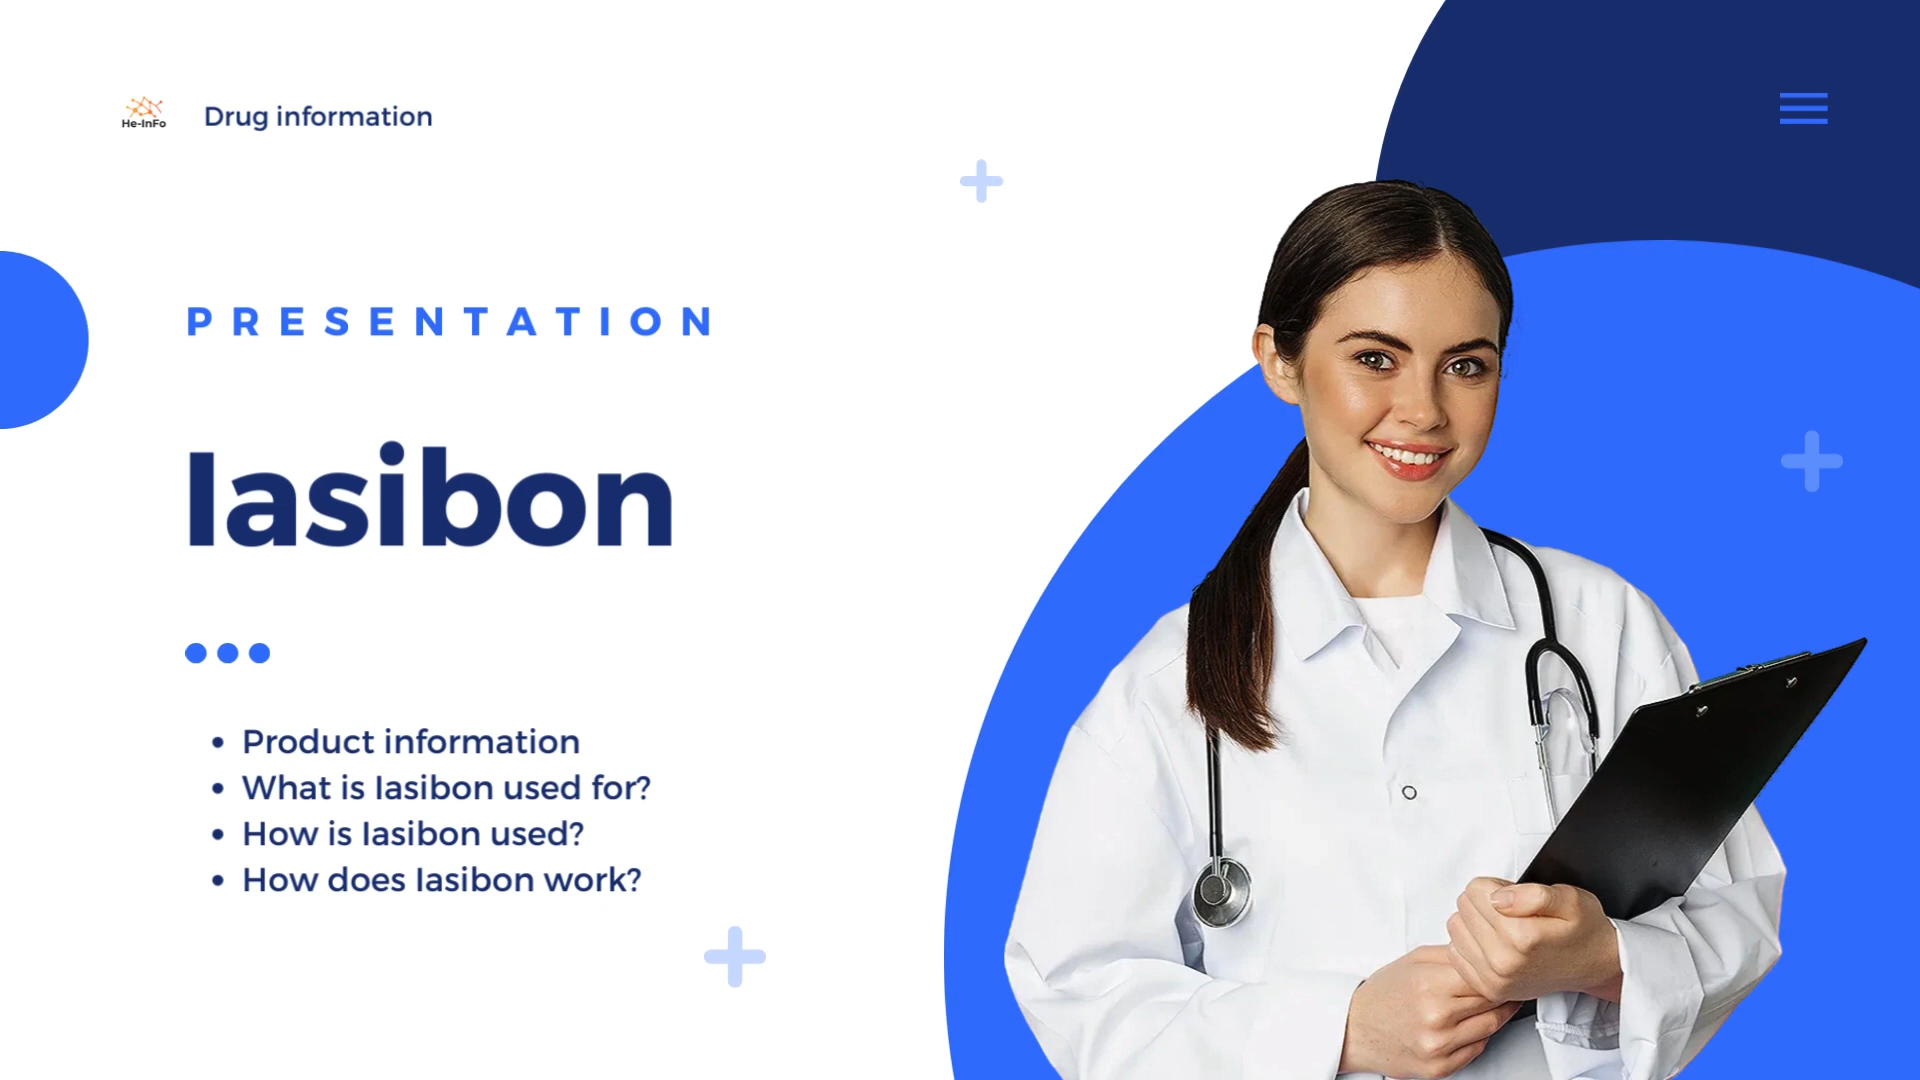 He-InFo
Drug information
PRESENTATION
Iasibon
• Product information
• What is Iasibon used for?
• How is Iasibon used?
• How does Iasibon work?